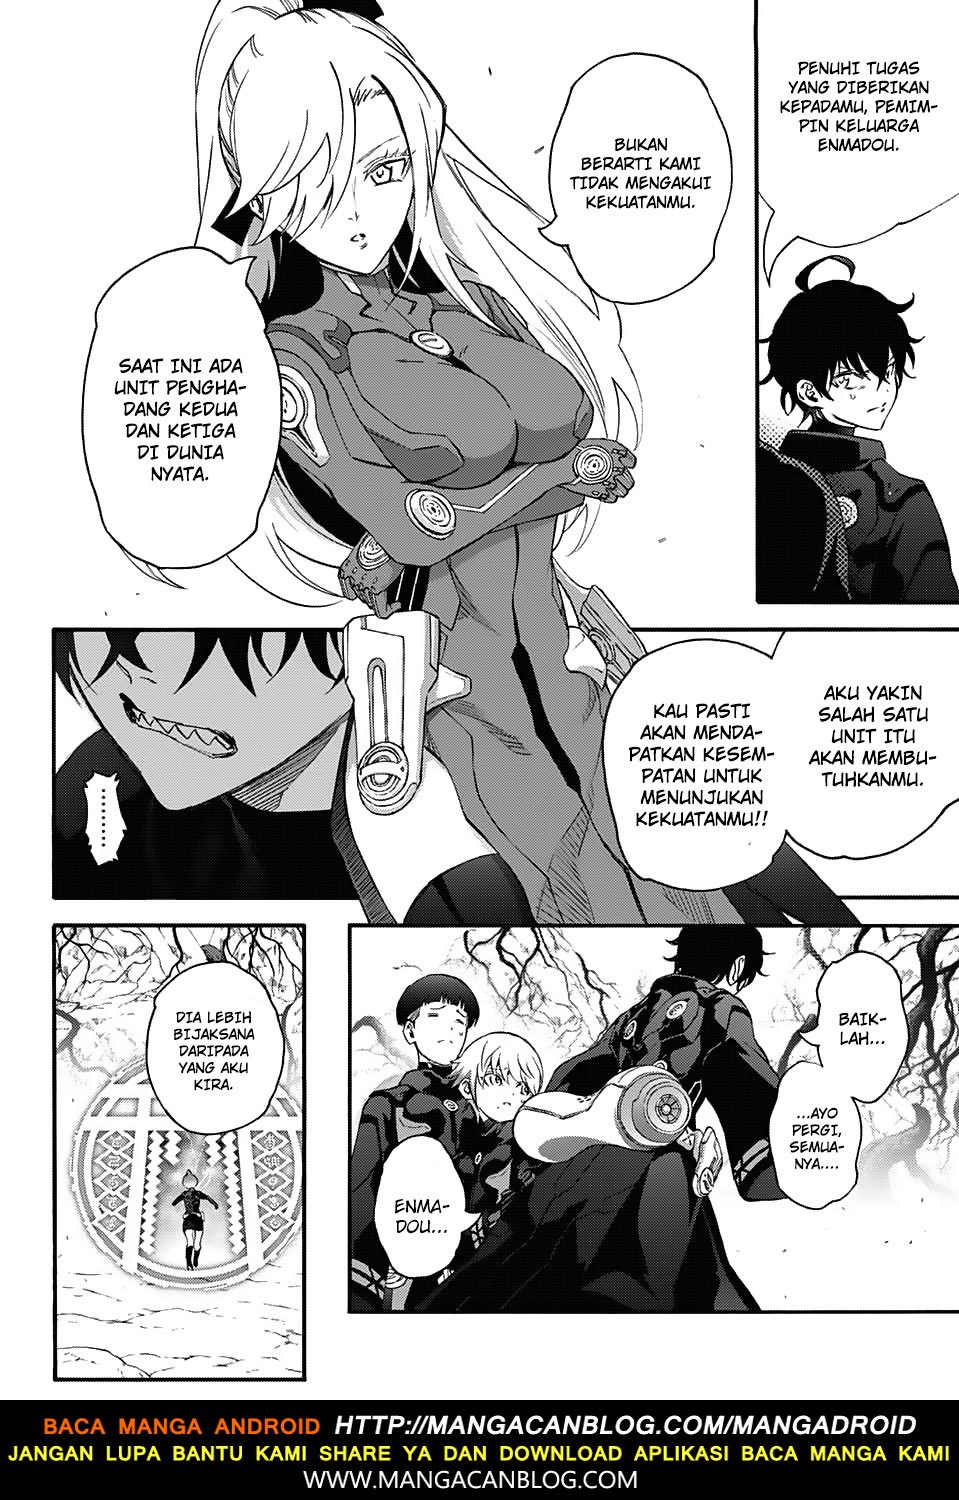 PENUHI TUGAS
YANG DIBERIKAN
KEPADAMU, PEMIM-
PIN KELUARGA
ENMADOU.
BUKAN
BERARTI KAMI
TIDAK MENGAKUI
KEKUATANMU.
SAAT INI ADA
UNIT PENGHA-
DANG KEDUA
DAN KETIGA
DI DUNIA
NYATA.
AKU YAKIN
SALAH SATU
UNIT ITU
AKAN MEMBU-
TUHKANMU.
KAU PASTI
AKAN MENDA-
PATKAN KESEM-
PATAN UNTUK
MENUNJUKAN
KEKUATANMU!!
.........
BAIK-
LAH...
...AYO
PERGI,
SEMUA-
NYA....
ENMA-
DOU...
DIA LEBIH
BIJAKSANA
DARIPADA
YANG AKU
KIRA.
BACA MANGA ANDROID HTTP://MANGACANBLOG.COM/MANGADROID
JANGAN LUPA BANTU KAMI SHARE YA DAN DOWNLOAD APLIKASI BACA MANGA KAMI
WWW.MANGACANBLOG.COM